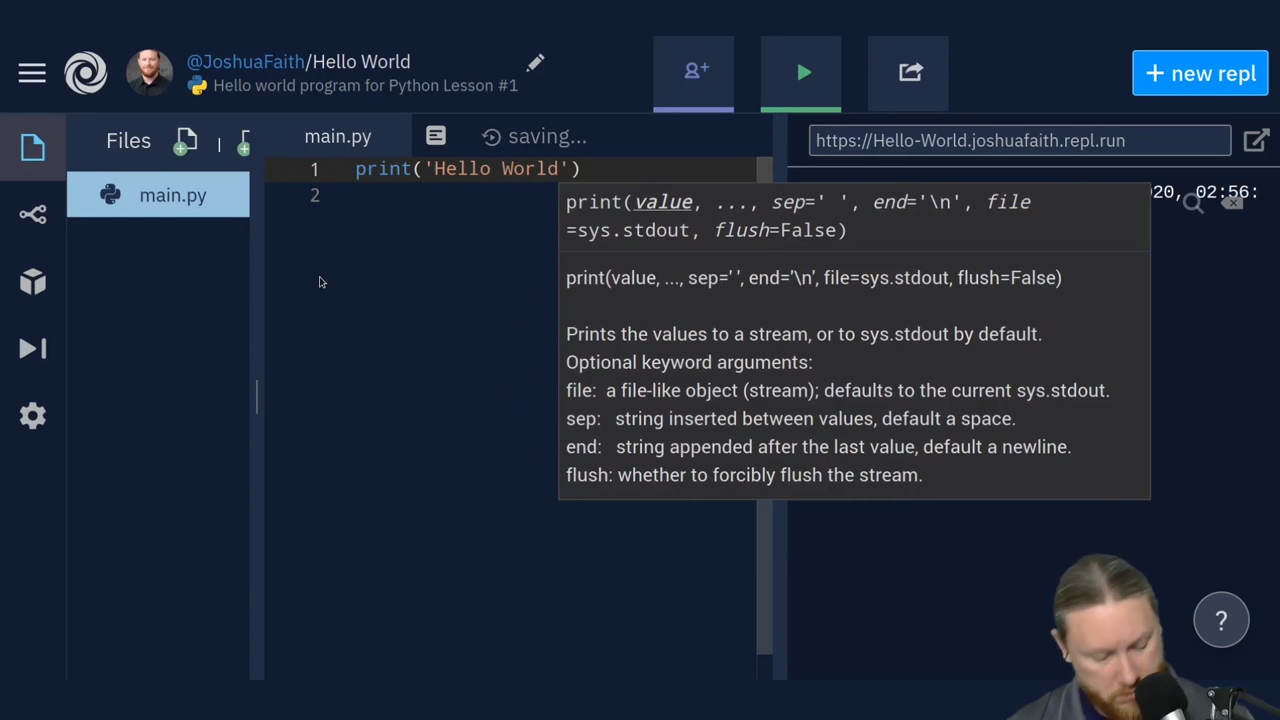 @JoshuaFaith/Hello World
Hello world program for Python Lesson #1
+ new repl
Files
main.py
saving...
https://Hello-World.joshuafaith.repl.run
main.py
1 print('Hello World')
2
020, 02:56:
print(value, ..., sep=' ', end='\n', file
=sys.stdout, flush=False)
print(value, ..., sep=' ', end='\n', file=sys.stdout, flush=False)
Prints the values to a stream, or to sys.stdout by default.
Optional keyword arguments:
file: a file-like object (stream); defaults to the current sys.stdout.
sep: string inserted between values, default a space.
end: string appended after the last value, default a newline.
flush: whether to forcibly flush the stream.
?